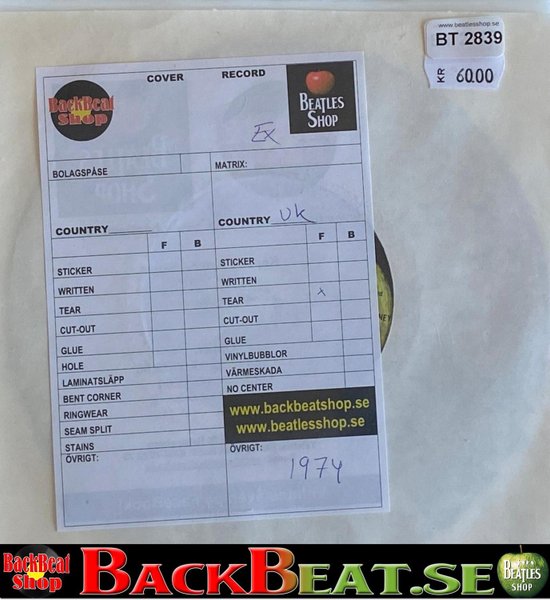 www.beatlesshop.se
BT 2839
KR 6000
COVER RECORD
BackBeat
Shop
BEATLES
SHOP
Ex
BOLAGSPÅSE MATRIX:
COUNTRY COUNTRY UK
F B F B
STICKER STICKER
WRITTEN WRITTEN
TEAR TEAR x
CUT-OUT CUT-OUT
GLUE GLUE
HOLE VINYLBUBBLOR
LAMINATSLÄPP VÄRMESKADA
BENT CORNER NO CENTER
RINGWEAR www.backbeatshop.se
SEAM SPLIT www.beatlesshop.se
STAINS
ÖVRIGT: ÖVRIGT:
1974
BackBeat
Shop
BACKBEAT.SE
BEATLES
SHOP